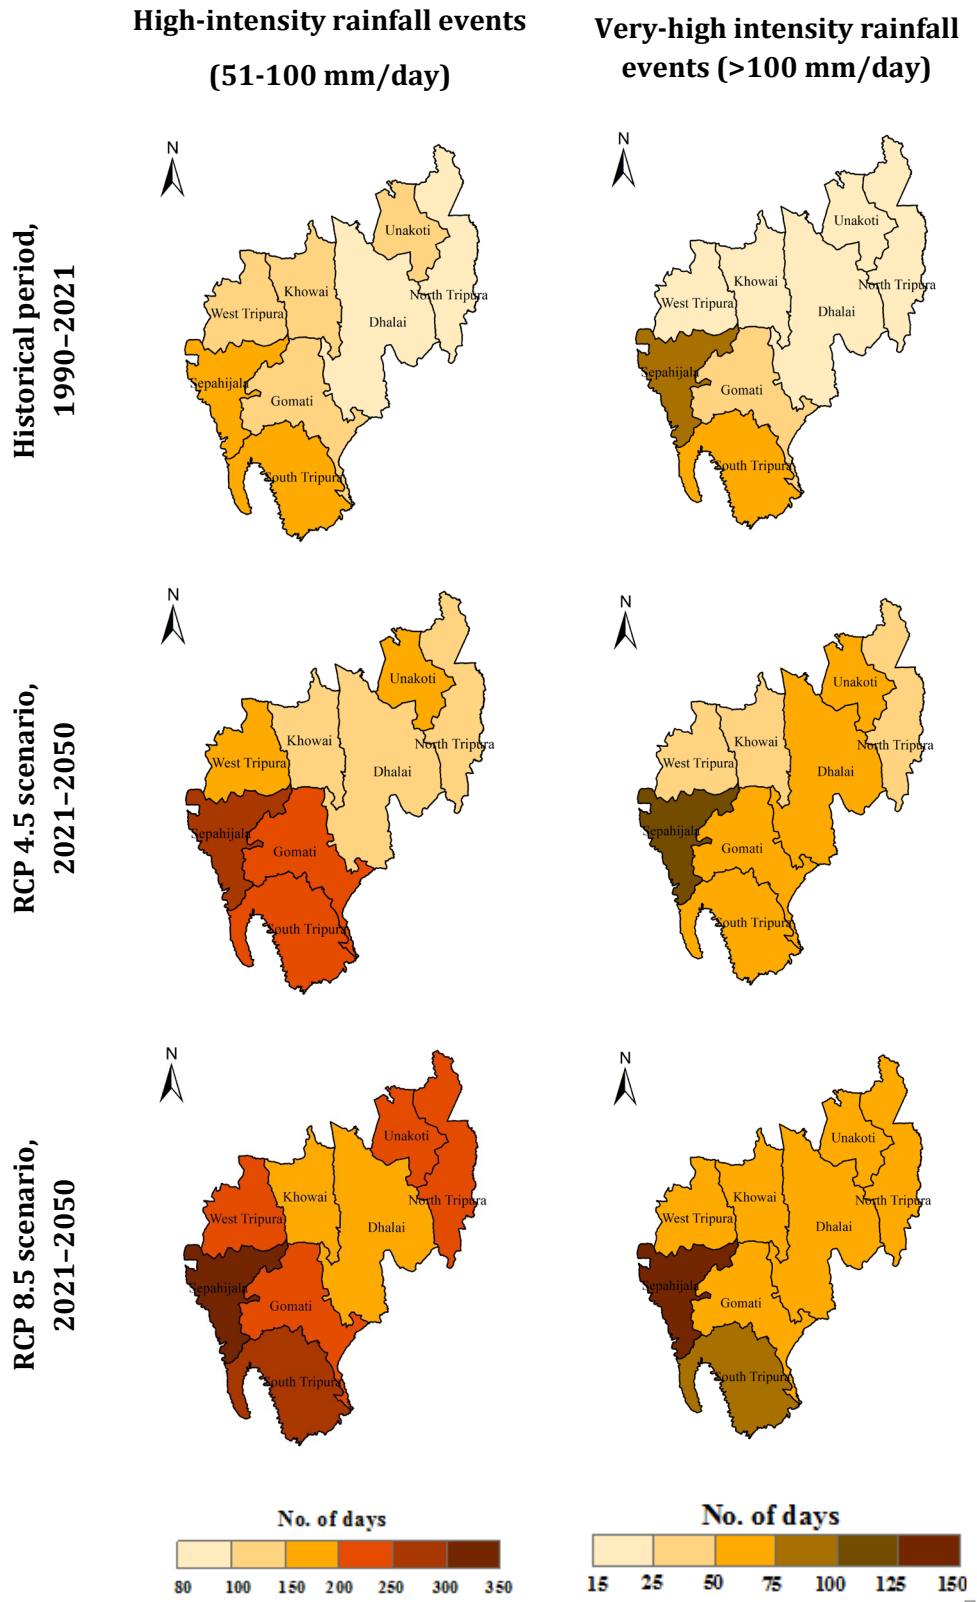 High-intensity rainfall events
(51-100 mm/day)
Very-high intensity rainfall
events (>100 mm/day)
Historical period,
1990–2021
N
Unakoti
North Tripura
Khowai
West Tripura
Dhalai
Sepahijala
Gomati
South Tripura
N
Unakoti
North Tripura
Khowai
West Tripura
Dhalai
Sepahijala
Gomati
South Tripura
RCP 4.5 scenario,
2021–2050
N
Unakoti
North Tripura
Khowai
West Tripura
Dhalai
Sepahijala
Gomati
South Tripura
N
Unakoti
North Tripura
Khowai
West Tripura
Dhalai
Sepahijala
Gomati
South Tripura
RCP 8.5 scenario,
2021–2050
N
Unakoti
North Tripura
Khowai
West Tripura
Dhalai
Sepahijala
Gomati
South Tripura
N
Unakoti
North Tripura
Khowai
West Tripura
Dhalai
Sepahijala
Gomati
South Tripura
No. of days
80 100 150 200 250 300 350
No. of days
15 25 50 75 100 125 150